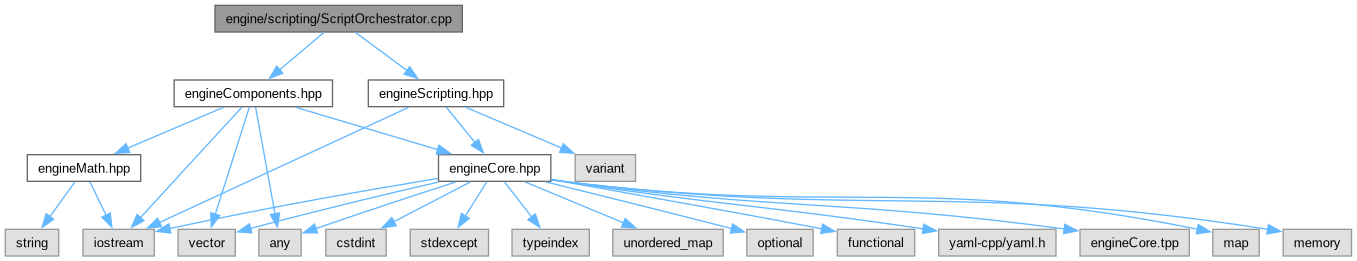 engine/scripting/ScriptOrchestrator.cpp
engineComponents.hpp
engineScripting.hpp
engineMath.hpp
engineCore.hpp
variant
string
iostream
vector
any
cstdint
stdexcept
typeindex
unordered_map
optional
functional
yaml-cpp/yaml.h
engineCore.tpp
map
memory